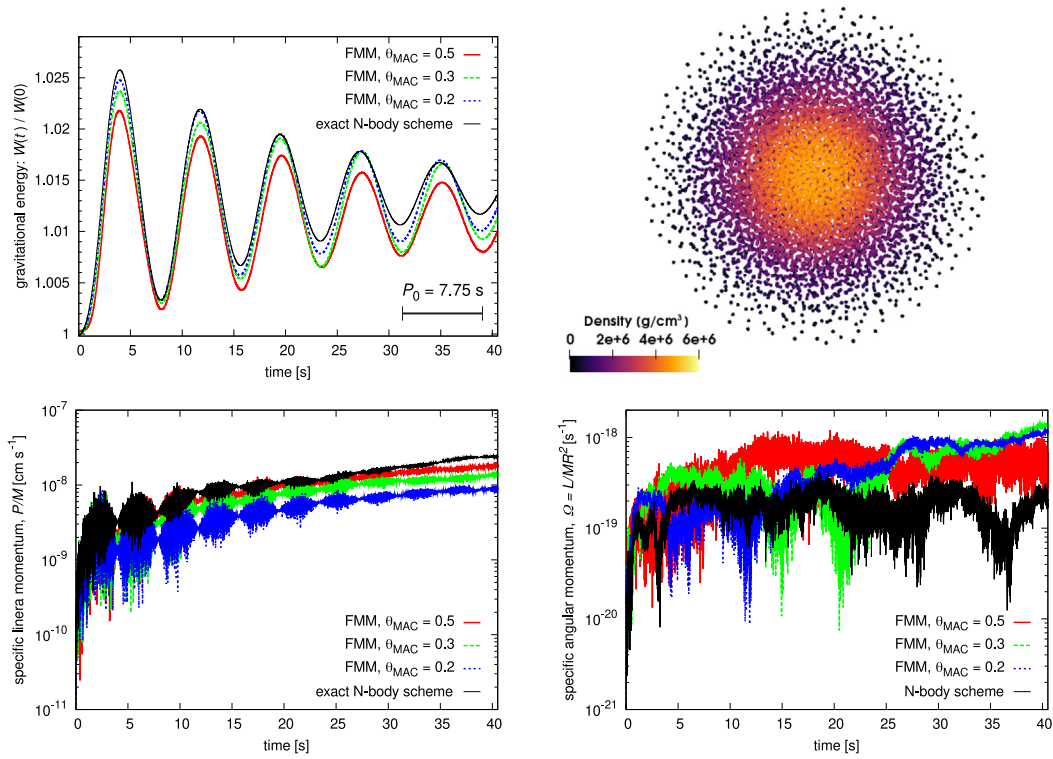 gravitational energy: W(t) / W(0)
1.025
1.02
1.015
1.01
1.005
1
FMM, θMAC = 0.5
FMM, θMAC = 0.3
FMM, θMAC = 0.2
exact N-body scheme
P0 = 7.75 s
0 5 10 15 20 25 30 35 40
time [s]
Density (g/cm³)
0 2e+6 4e+6 6e+6
specific linera momentum, P/M [cm s-1]
10-7
10-8
10-9
10-10
10-11
FMM, θMAC = 0.5
FMM, θMAC = 0.3
FMM, θMAC = 0.2
exact N-body scheme
0 5 10 15 20 25 30 35 40
time [s]
specific angular momentum, Ω = L/MR2 [s-1]
10-18
10-19
10-20
10-21
FMM, θMAC = 0.5
FMM, θMAC = 0.3
FMM, θMAC = 0.2
N-body scheme
0 5 10 15 20 25 30 35 40
time [s]